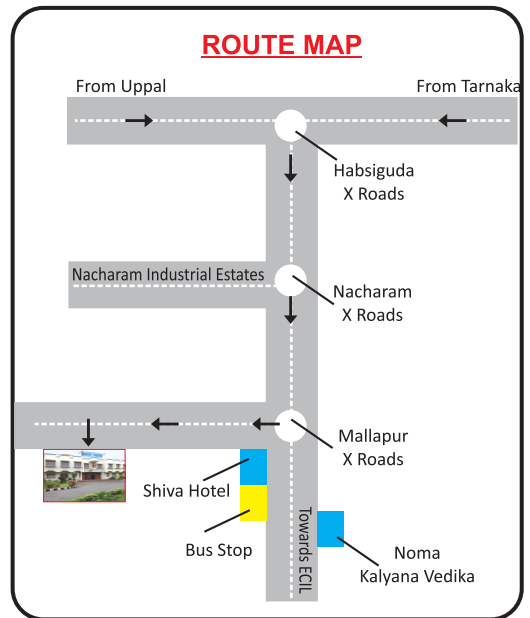 ROUTE MAP
From Uppal
From Tarnaka
Habsiguda
X Roads
Nacharam Industrial Estates
Nacharam
X Roads
Mallapur
X Roads
Shiva Hotel
Bus Stop
Towards ECIL
Noma
Kalyana Vedika